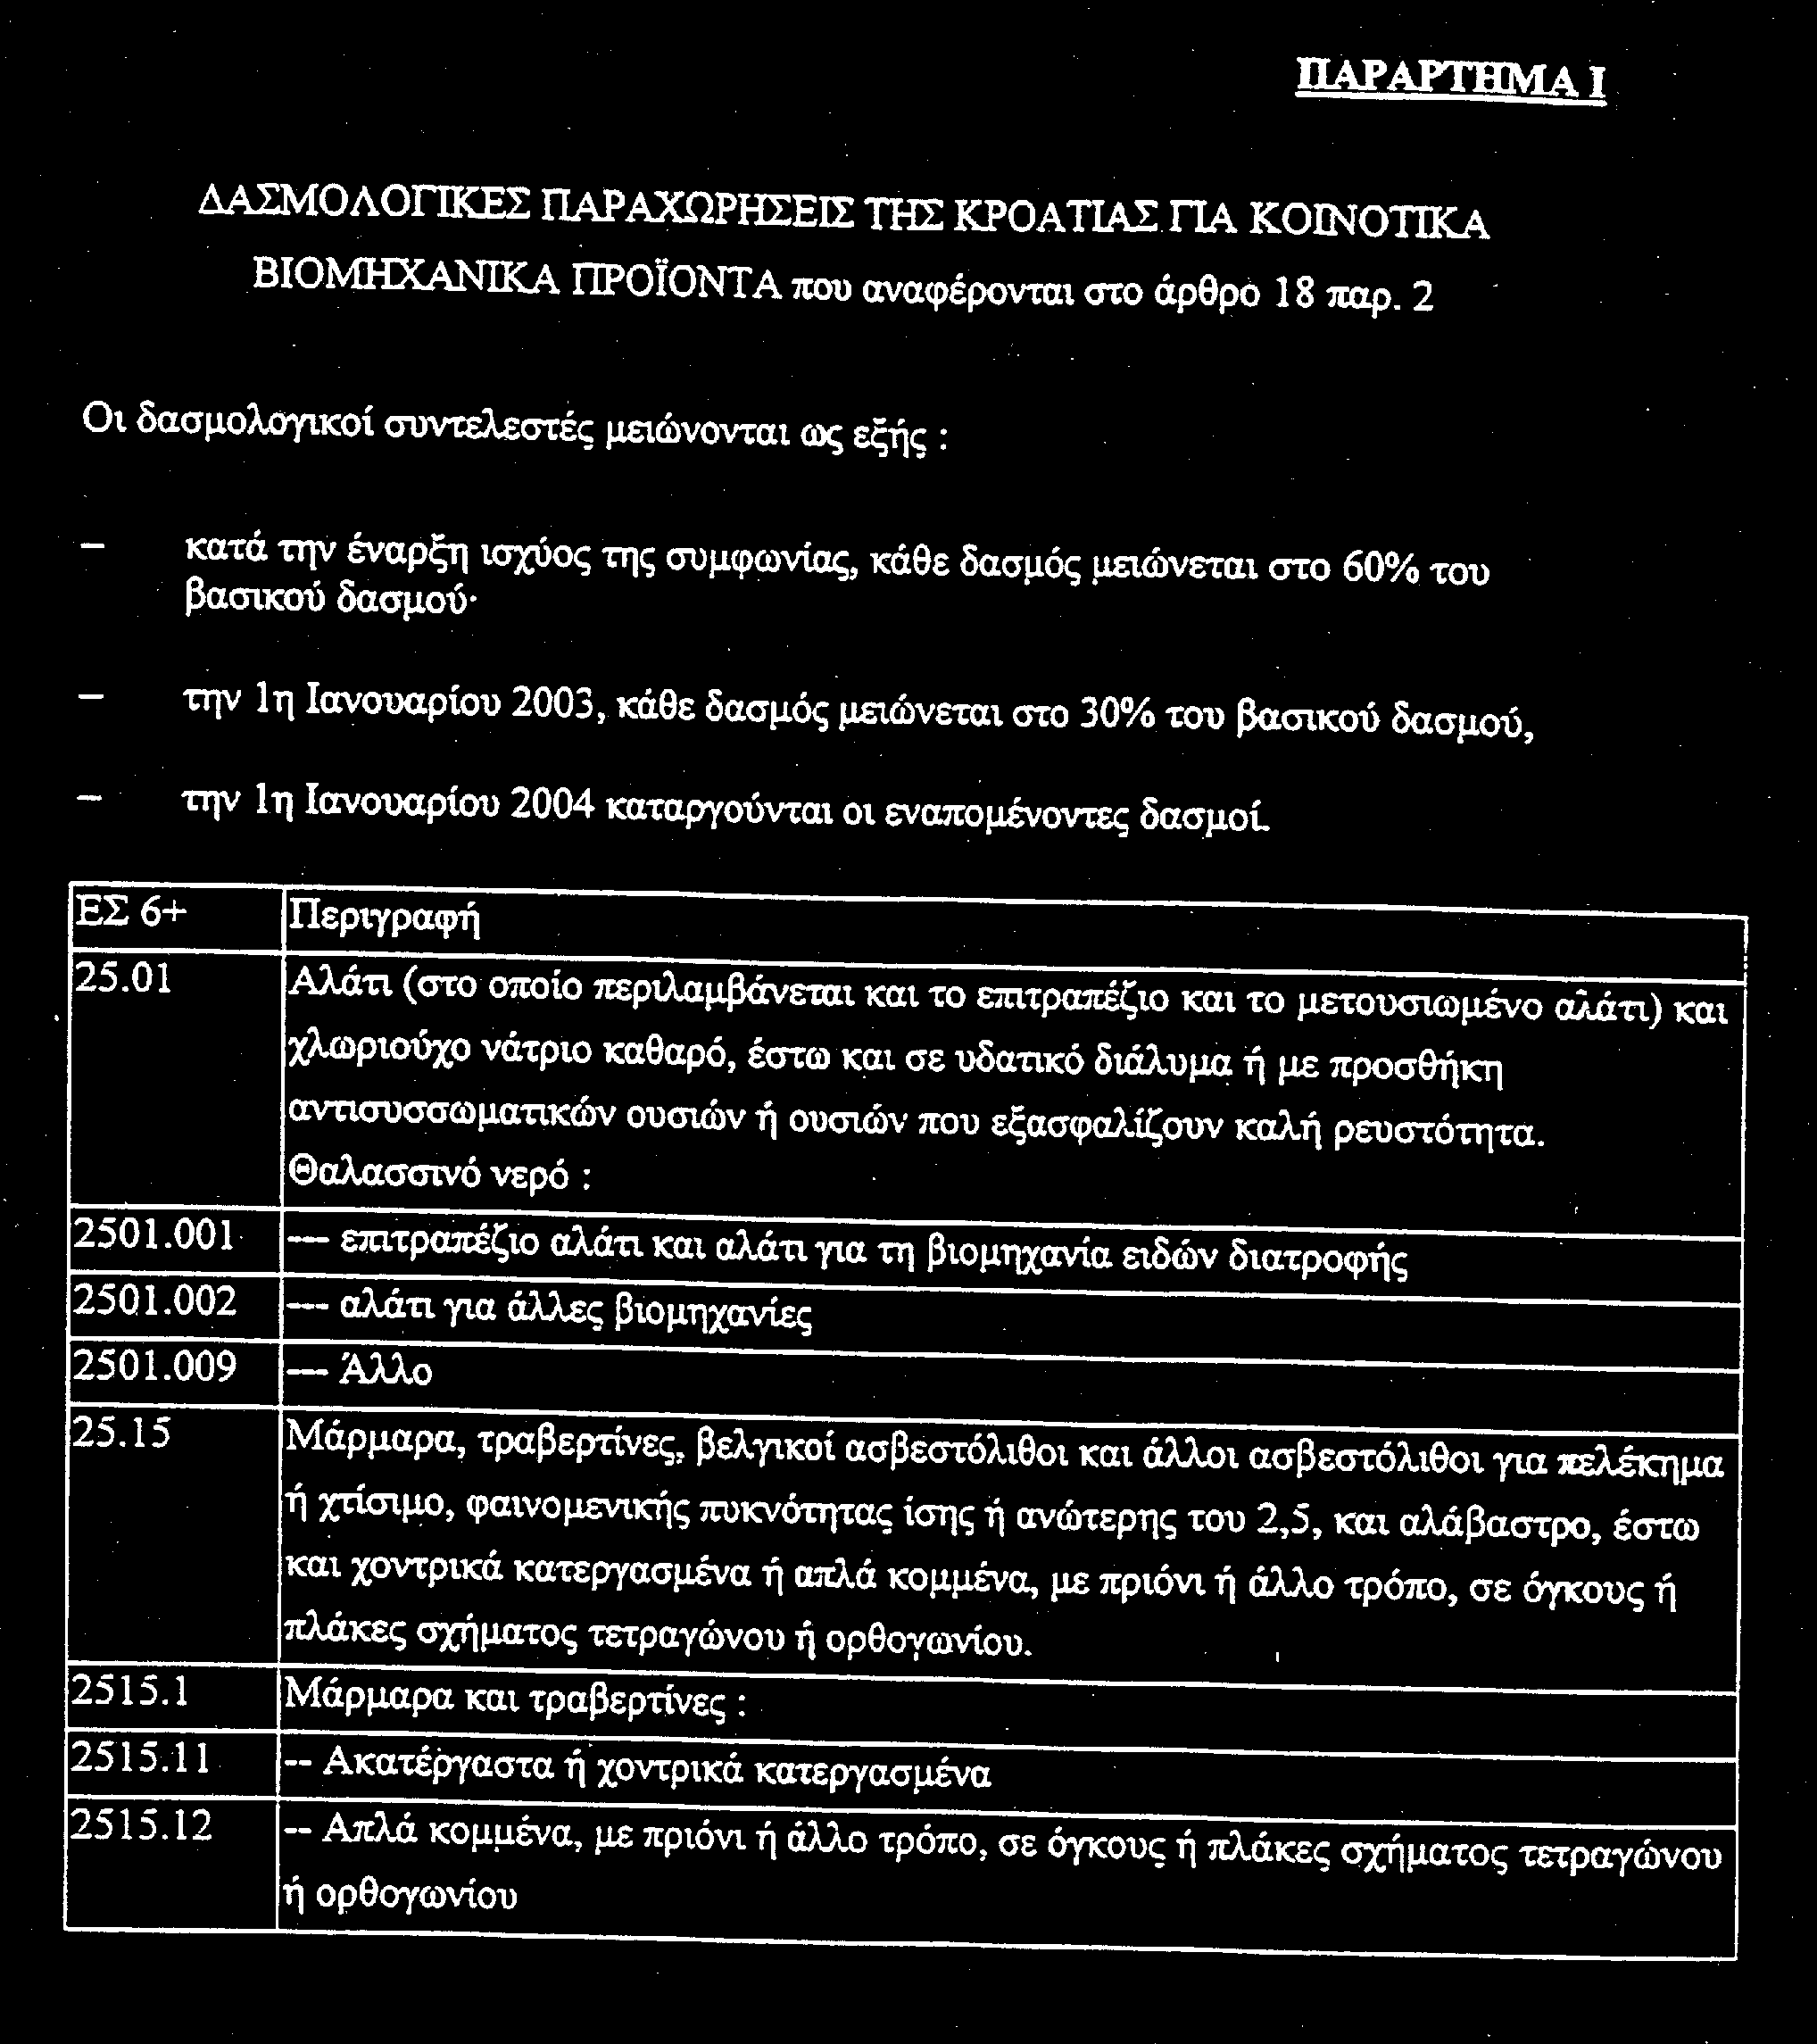 ΠΑΡΑΡΤΗΜΑ Ι
ΔΑΣΜΟΛΟΓΙΚΕΣ ΠΑΡΑΧΩΡΗΣΕΙΣ ΤΗΣ ΚΡΟΑΤΙΑΣ ΓΙΑ ΚΟΙΝΟΤΙΚΑ
ΒΙΟΜΗΧΑΝΙΚΑ ΠΡΟΪΟΝΤΑ που αναφέρονται στο άρθρο 18 παρ. 2
Οι δασμολογικοί συντελεστές μειώνονται ως εξής :
– κατά την έναρξη ισχύος της συμφωνίας, κάθε δασμός μειώνεται στο 60% του
βασικού δασμού·
– την 1η Ιανουαρίου 2003, κάθε δασμός μειώνεται στο 30% του βασικού δασμού,
– την 1η Ιανουαρίου 2004 καταργούνται οι εναπομένοντες δασμοί.
ΕΣ 6+ Περιγραφή
25.01 Αλάτι (στο οποίο περιλαμβάνεται και το επιτραπέζιο και το μετουσιωμένο αλάτι) και
χλωριούχο νάτριο καθαρό, έστω και σε υδατικό διάλυμα ή με προσθήκη
αντισυσσωματικών ουσιών ή ουσιών που εξασφαλίζουν καλή ρευστότητα.
Θαλασσινό νερό :
2501.001 --- επιτραπέζιο αλάτι και αλάτι για τη βιομηχανία ειδών διατροφής
2501.002 --- αλάτι για άλλες βιομηχανίες
2501.009 --- Άλλο
25.15 Μάρμαρα, τραβερτίνες, βελγικοί ασβεστόλιθοι και άλλοι ασβεστόλιθοι για πελέκημα
ή χτίσιμο, φαινομενικής πυκνότητας ίσης ή ανώτερης του 2,5, και αλάβαστρο, έστω
και χοντρικά κατεργασμένα ή απλά κομμένα, με πριόνι ή άλλο τρόπο, σε όγκους ή
πλάκες σχήματος τετραγώνου ή ορθογωνίου.
2515.1 Μάρμαρα και τραβερτίνες :
2515.11 -- Ακατέργαστα ή χοντρικά κατεργασμένα
2515.12 -- Απλά κομμένα, με πριόνι ή άλλο τρόπο, σε όγκους ή πλάκες σχήματος τετραγώνου
ή ορθογωνίου